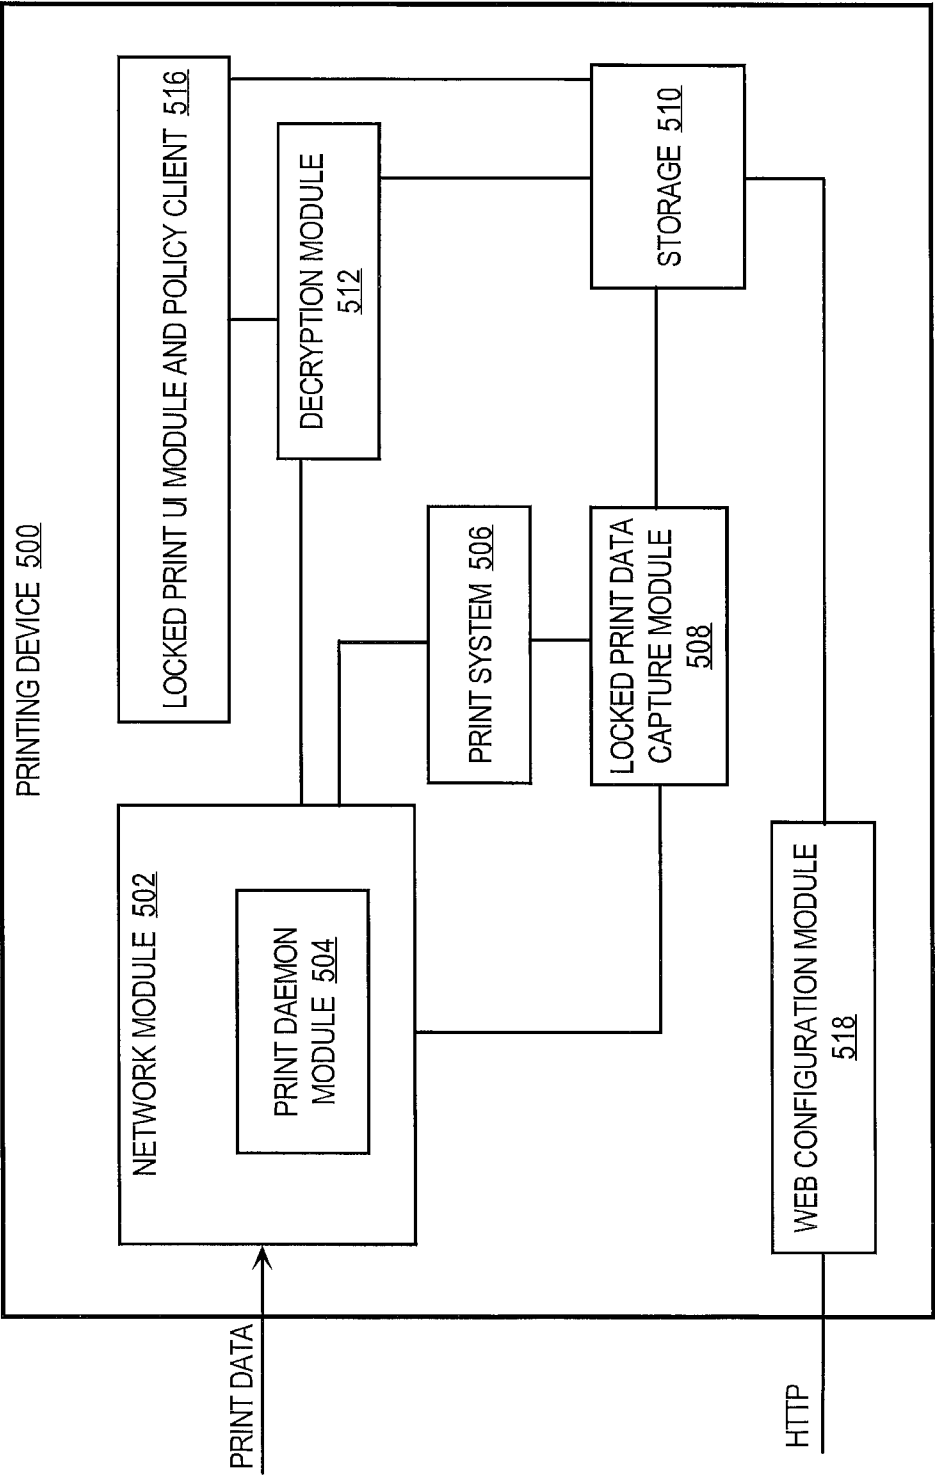 PRINTING DEVICE 500
LOCKED PRINT UI MODULE AND POLICY CLIENT 516
NETWORK MODULE 502
PRINT DAEMON
MODULE 504
DECRYPTION MODULE
512
PRINT DATA
PRINT SYSTEM 506
LOCKED PRINT DATA
CAPTURE MODULE
508
STORAGE 510
WEB CONFIGURATION MODULE
518
HTTP